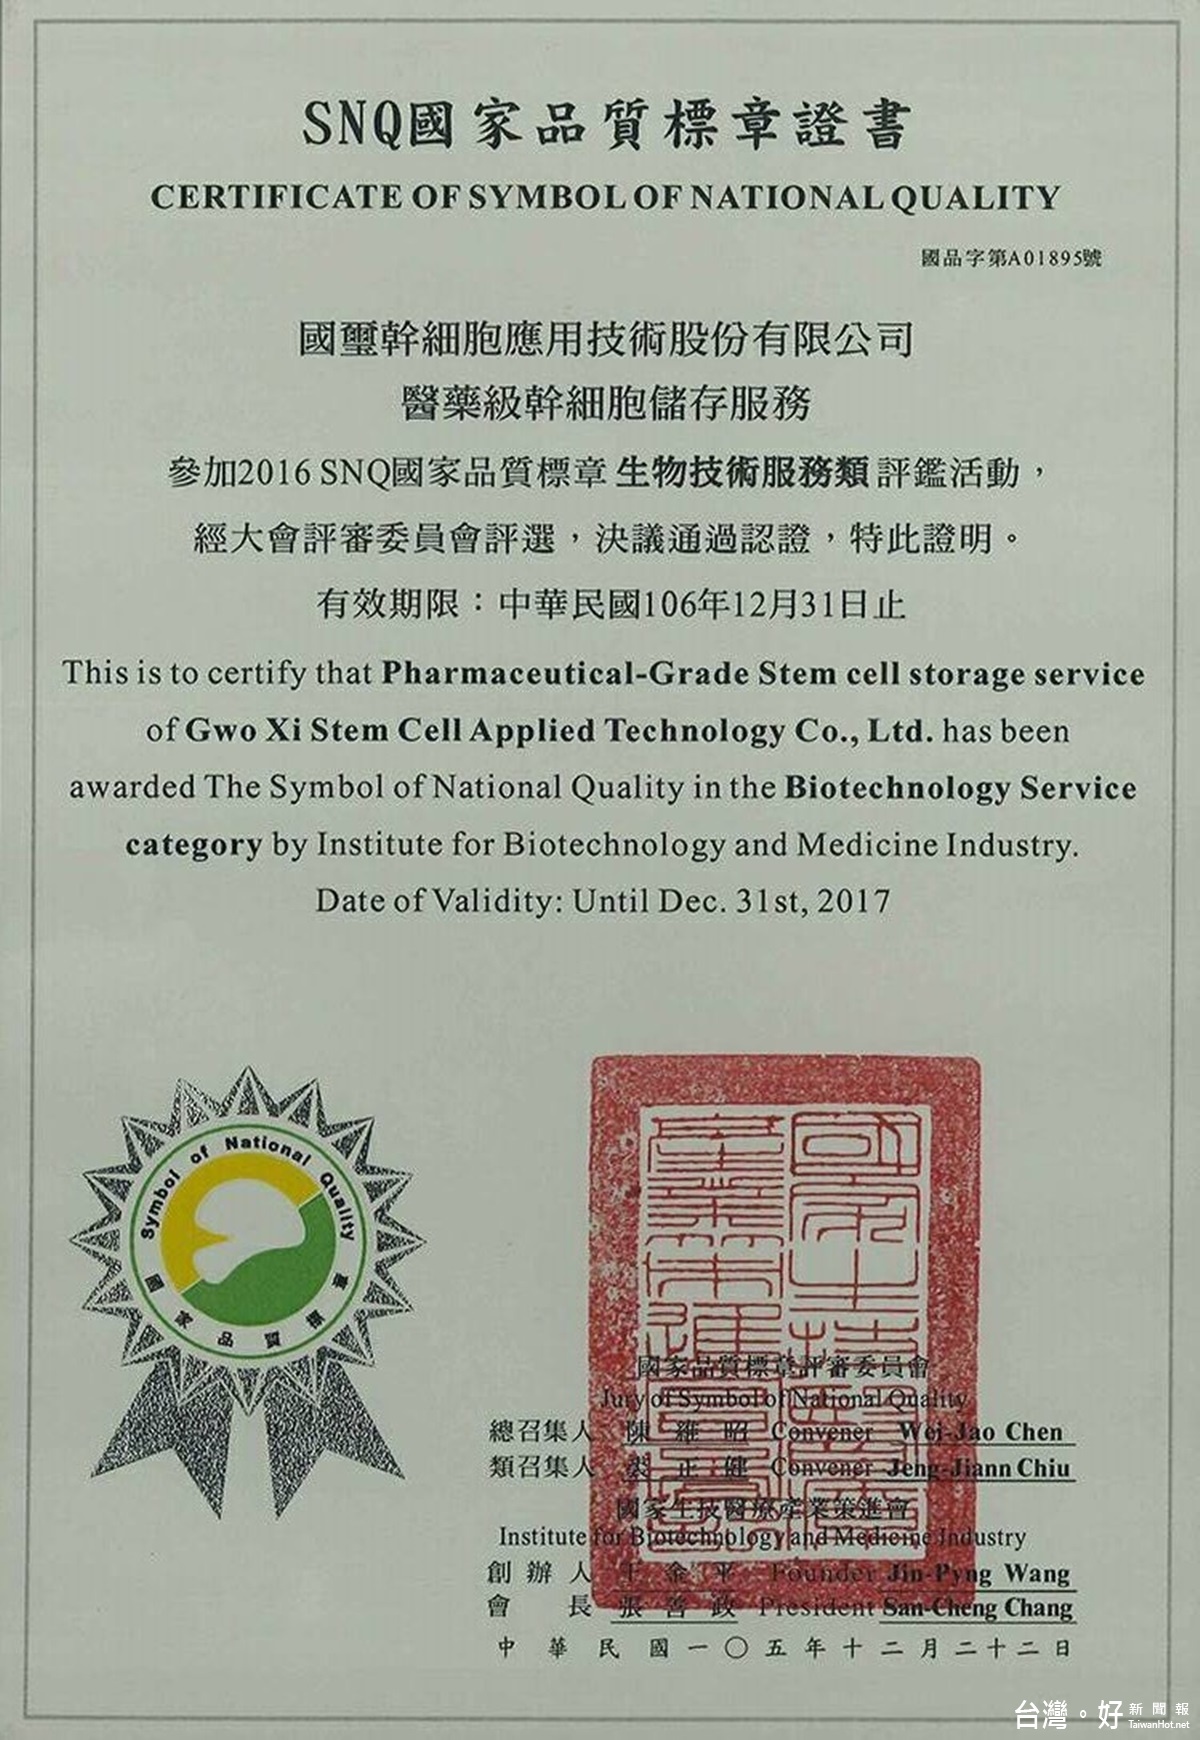 SNQ國家品質標章證書
CERTIFICATE OF SYMBOL OF NATIONAL QUALITY
國品字第A01895號
國璽幹細胞應用技術股份有限公司
醫藥級幹細胞儲存服務
參加2016 SNQ國家品質標章 生物技術服務類 評鑑活動，
經大會評審委員會評選，決議通過認證，特此證明。
有效期限：中華民國106年12月31日止
This is to certify that Pharmaceutical-Grade Stem cell storage service
of Gwo Xi Stem Cell Applied Technology Co., Ltd. has been
awarded The Symbol of National Quality in the Biotechnology Service
category by Institute for Biotechnology and Medicine Industry.
Date of Validity: Until Dec. 31st, 2017
Symbol of National Quality
國家品質標章
國家品質標章評審委員會
Jury of Symbol of National Quality
總召集人 陳維昭 Convener Wei-Jao Chen
類召集人 裘正健 Convener Jeng-Jiann Chiu
國家生技醫療產業策進會
Institute for Biotechnology and Medicine Industry
創辦人 王金平 Founder Jin-Pyng Wang
會長 張善政 President San-Cheng Chang
中華民國一〇五年十二月二十二日
台灣。好新聞報
TaiwanHot.net